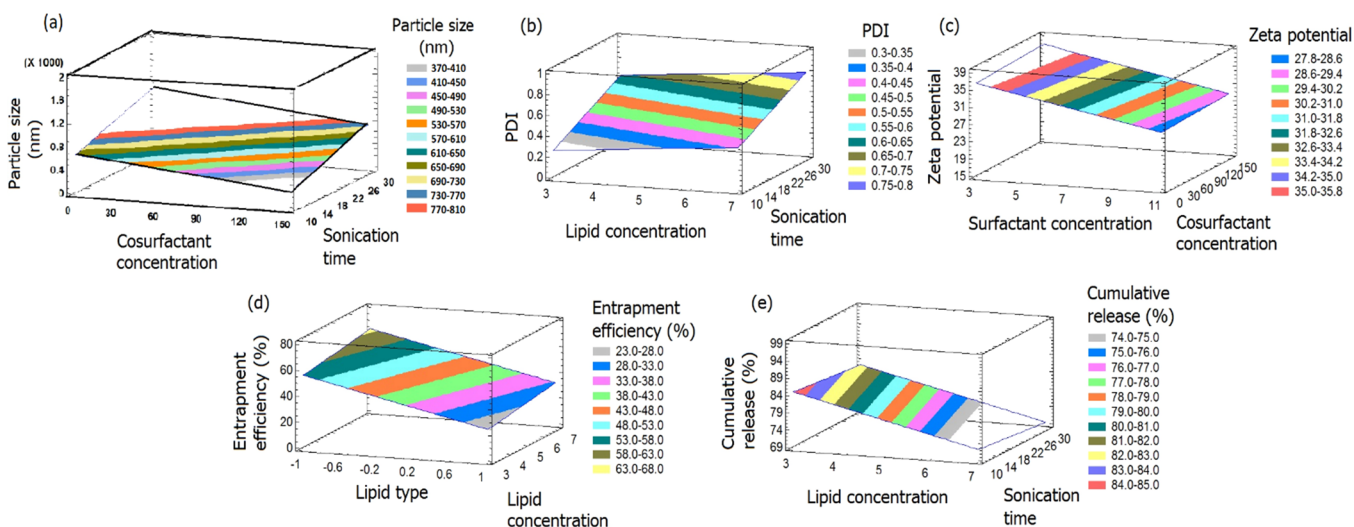 (a)
Particle size
(nm)
370-410
410-450
450-490
490-530
530-570
570-610
610-650
650-690
690-730
730-770
770-810
(X 1000)
2
1.6
1.2
0.8
0.4
0
Particle size
(nm)
0
30
60
90
120
150
Cosurfactant
concentration
10 14 18 22 26 30
Sonication
time
(b)
PDI
0.3-0.35
0.35-0.4
0.4-0.45
0.45-0.5
0.5-0.55
0.55-0.6
0.6-0.65
0.65-0.7
0.7-0.75
0.75-0.8
1
0.8
0.6
0.4
0.2
0
PDI
3
4
5
6
7
Lipid concentration
10 14 18 22 26 30
Sonication
time
(c)
Zeta potential
27.8-28.6
28.6-29.4
29.4-30.2
30.2-31.0
31.0-31.8
31.8-32.6
32.6-33.4
33.4-34.2
34.2-35.0
35.0-35.8
39
35
31
27
23
19
15
Zeta potential
3
5
7
9
11
Surfactant concentration
0 30 60 90 120 150
Cosurfactant
concentration
(d)
Entrapment
efficiency (%)
23.0-28.0
28.0-33.0
33.0-38.0
38.0-43.0
43.0-48.0
48.0-53.0
53.0-58.0
58.0-63.0
63.0-68.0
80
60
40
20
0
Entrapment
efficiency (%)
-1
-0.6
-0.2
0.2
0.6
1
Lipid type
3 4 5 6 7
Lipid
concentration
(e)
Cumulative
release (%)
74.0-75.0
75.0-76.0
76.0-77.0
77.0-78.0
78.0-79.0
79.0-80.0
80.0-81.0
81.0-82.0
82.0-83.0
83.0-84.0
84.0-85.0
99
94
89
84
79
74
69
Cumulative
release (%)
3
4
5
6
7
Lipid concentration
10 14 18 22 26 30
Sonication
time